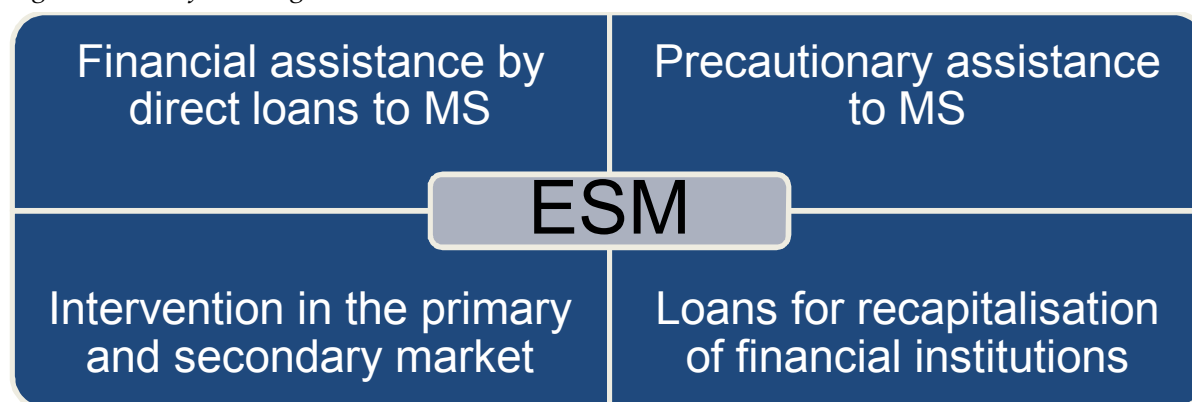 Financial assistance by
direct loans to MS
Precautionary assistance
to MS
ESM
Intervention in the primary
and secondary market
Loans for recapitalisation
of financial institutions